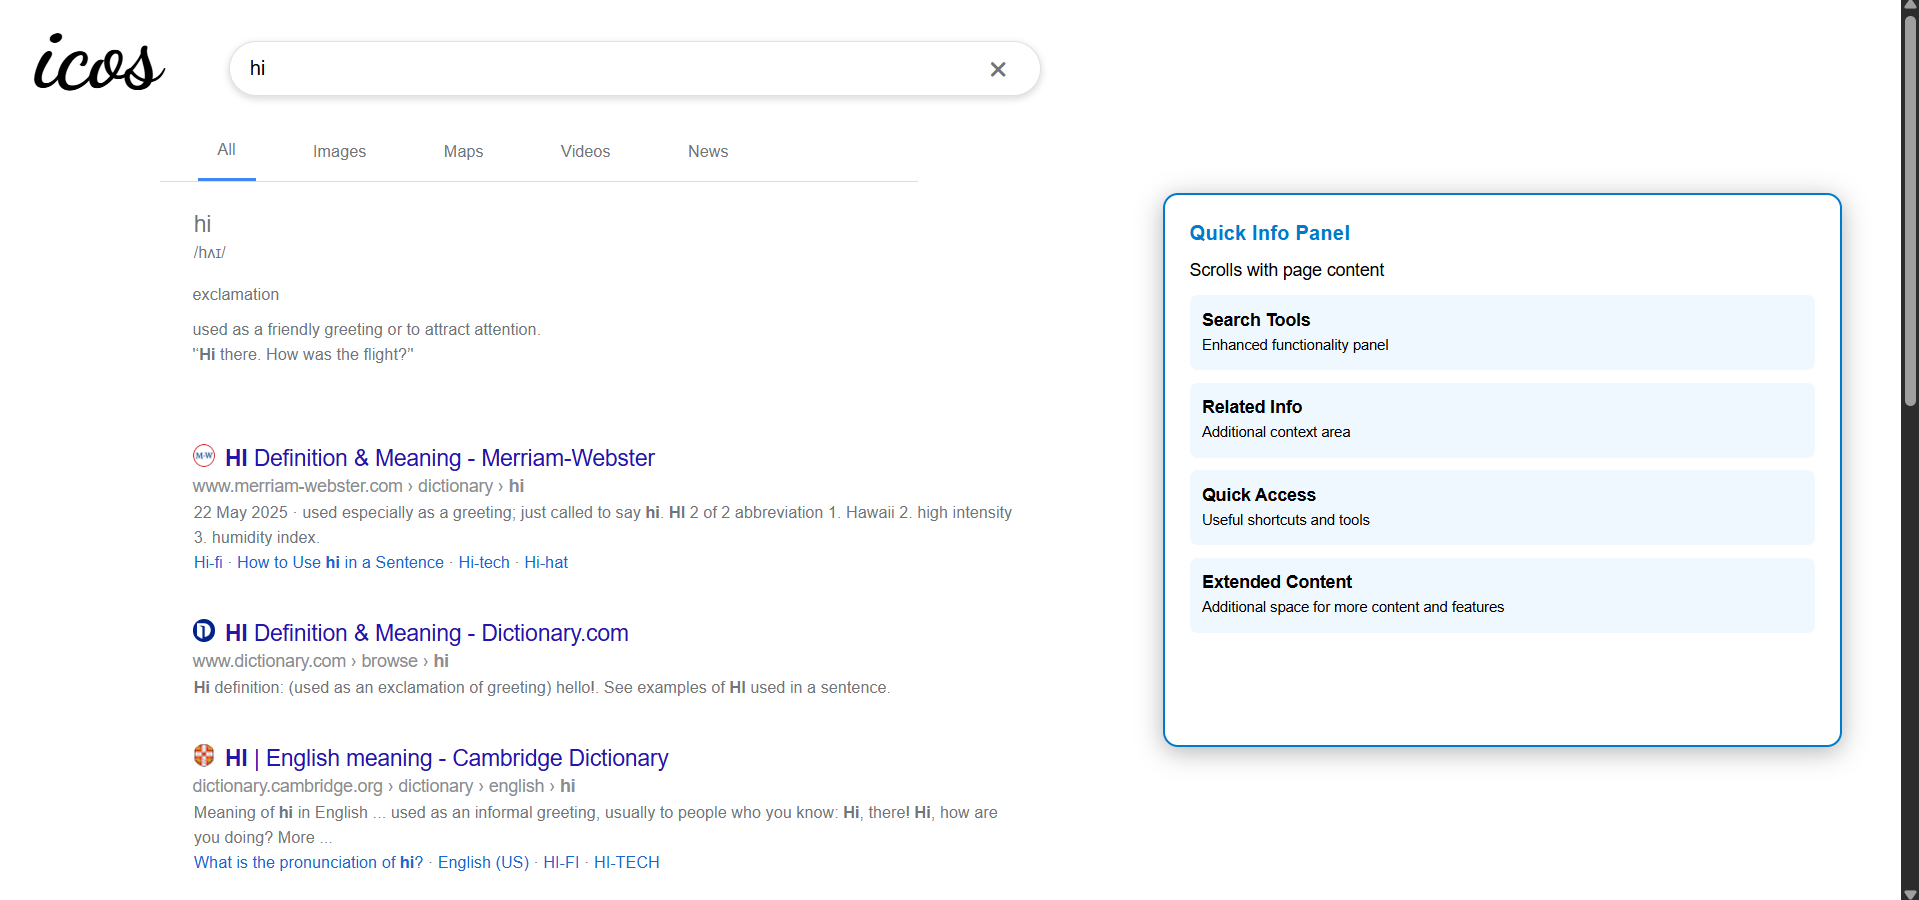 icos
hi
All
Images
Maps
Videos
News
hi
/hʌɪ/
exclamation
used as a friendly greeting or to attract attention.
"Hi there. How was the flight?"
HI Definition & Meaning - Merriam-Webster
www.merriam-webster.com › dictionary › hi
22 May 2025 · used especially as a greeting; just called to say hi. HI 2 of 2 abbreviation 1. Hawaii 2. high intensity
3. humidity index.
Hi-fi · How to Use hi in a Sentence · Hi-tech · Hi-hat
HI Definition & Meaning - Dictionary.com
www.dictionary.com › browse › hi
Hi definition: (used as an exclamation of greeting) hello!. See examples of HI used in a sentence.
HI | English meaning - Cambridge Dictionary
dictionary.cambridge.org › dictionary › english › hi
Meaning of hi in English ... used as an informal greeting, usually to people who you know: Hi, there! Hi, how are
you doing? More ...
What is the pronunciation of hi? · English (US) · HI-FI · HI-TECH
Quick Info Panel
Scrolls with page content
Search Tools
Enhanced functionality panel
Related Info
Additional context area
Quick Access
Useful shortcuts and tools
Extended Content
Additional space for more content and features